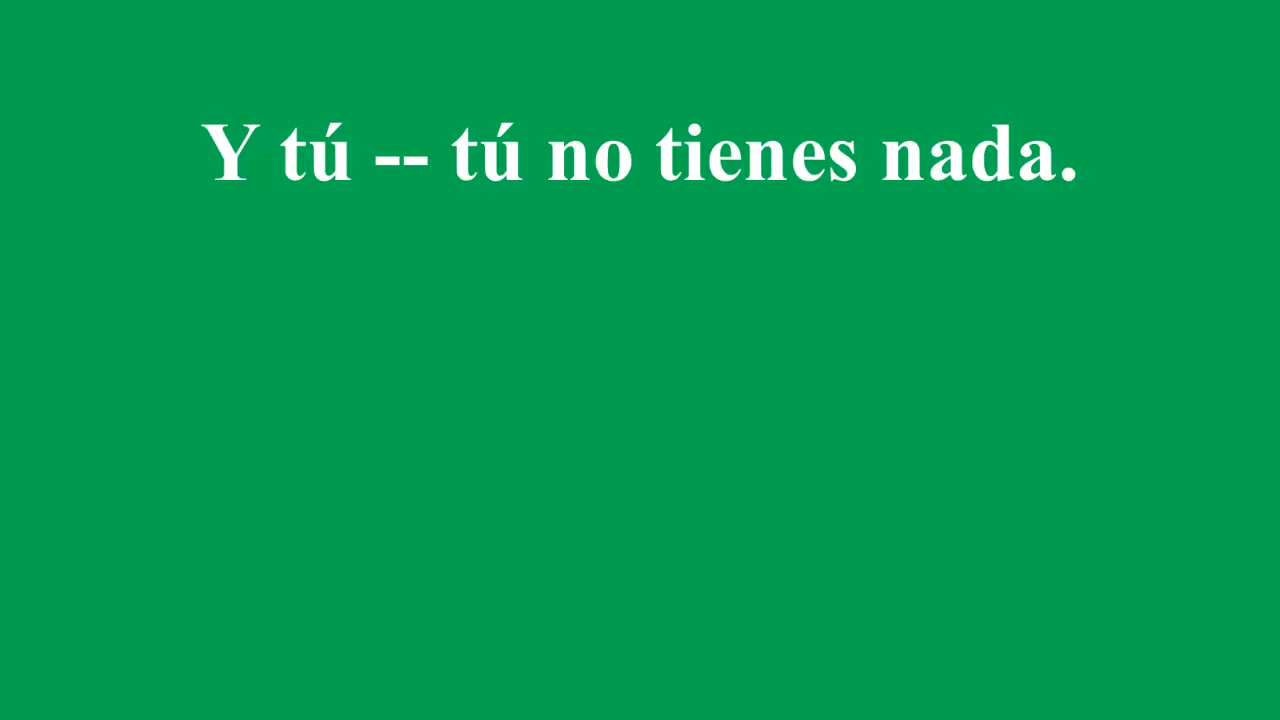 Y tú -- tú no tienes nada.